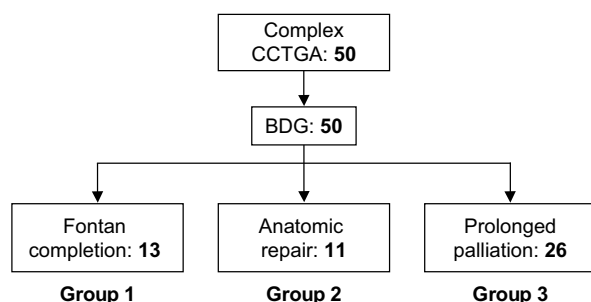 Complex
CCTGA: 50
BDG: 50
Fontan
completion: 13
Anatomic
repair: 11
Prolonged
palliation: 26
Group 1
Group 2
Group 3